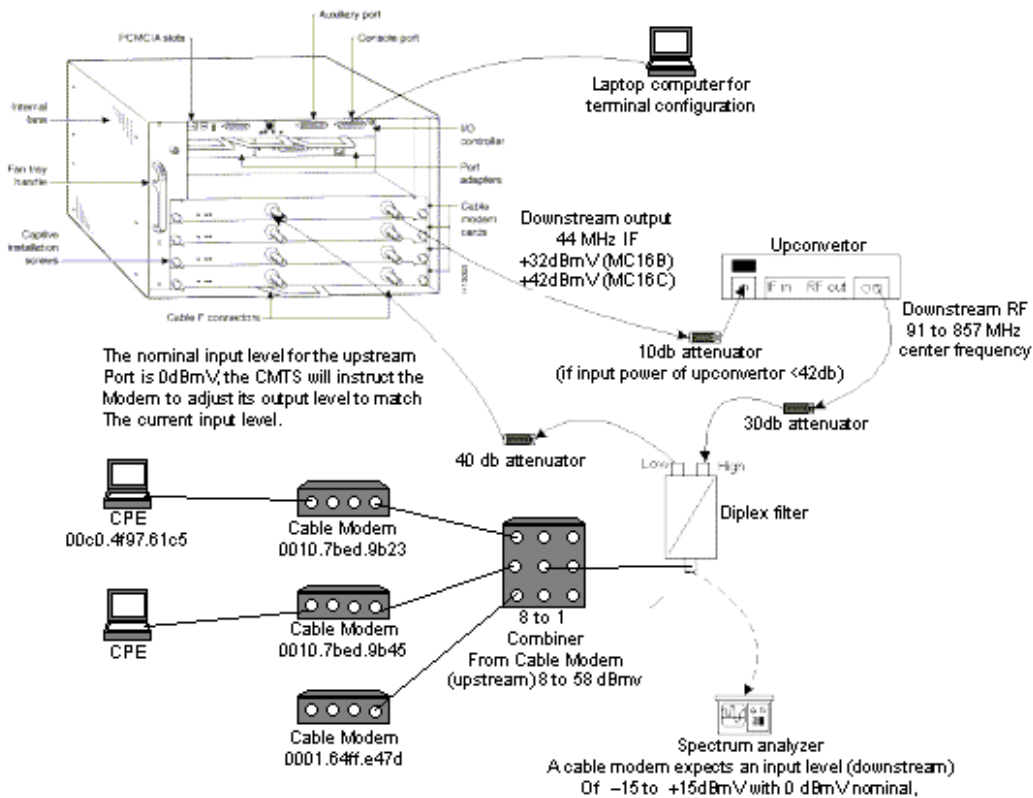 Auxiliary port
PCMCIA slots
Console port
Laptop computer for
terminal configuration
Internal
fans
I/O
controller
Fan tray
handle
Port
adapters
Cable
modem
cards
Captive
installation
screws
Cable F connectors
Downstream output
44 MHz IF
+32dBmV (MC16B)
+42dBmV (MC16C)
Upconvertor
IF in RF out
10db attenuator
(if input power of upconvertor <42db)
Downstream RF
91 to 857 MHz
center frequency
The nominal input level for the upstream
Port is 0dBmV, the CMTS will instruct the
Modem to adjust its output level to match
The current input level.
30db attenuator
40 db attenuator
Low
High
Diplex filter
CPE
00c0.4f97.61c5
Cable Modem
0010.7bed.9b23
CPE
Cable Modem
0010.7bed.9b45
8 to 1
Combiner
From Cable Modem
(upstream) 8 to 58 dBmv
Cable Modem
0001.64ff.e47d
Spectrum analyzer
A cable modem expects an input level (downstream)
Of –15 to +15dBmV with 0 dBmV nominal,